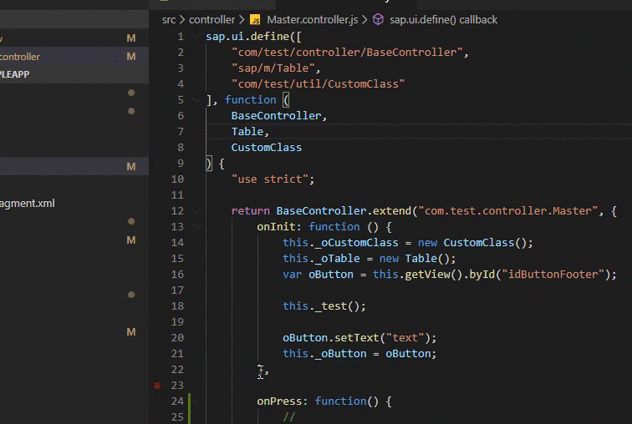 src > controller > Master.controller.js > sap.ui.define() callback
M
controller M
PLEAPP
M
agment.xml
M
M
1 sap.ui.define([
2 "com/test/controller/BaseController",
3 "sap/m/Table",
4 "com/test/util/CustomClass"
5 ], function (
6 BaseController,
7 Table,
8 CustomClass
9 ) {
10 "use strict";
11
12 return BaseController.extend("com.test.controller.Master", {
13 onInit: function () {
14 this._oCustomClass = new CustomClass();
15 this._oTable = new Table();
16 var oButton = this.getView().byId("idButtonFooter");
17
18 this._test();
19
20 oButton.setText("text");
21 this._oButton = oButton;
22 },
23
24 onPress: function() {
25 //